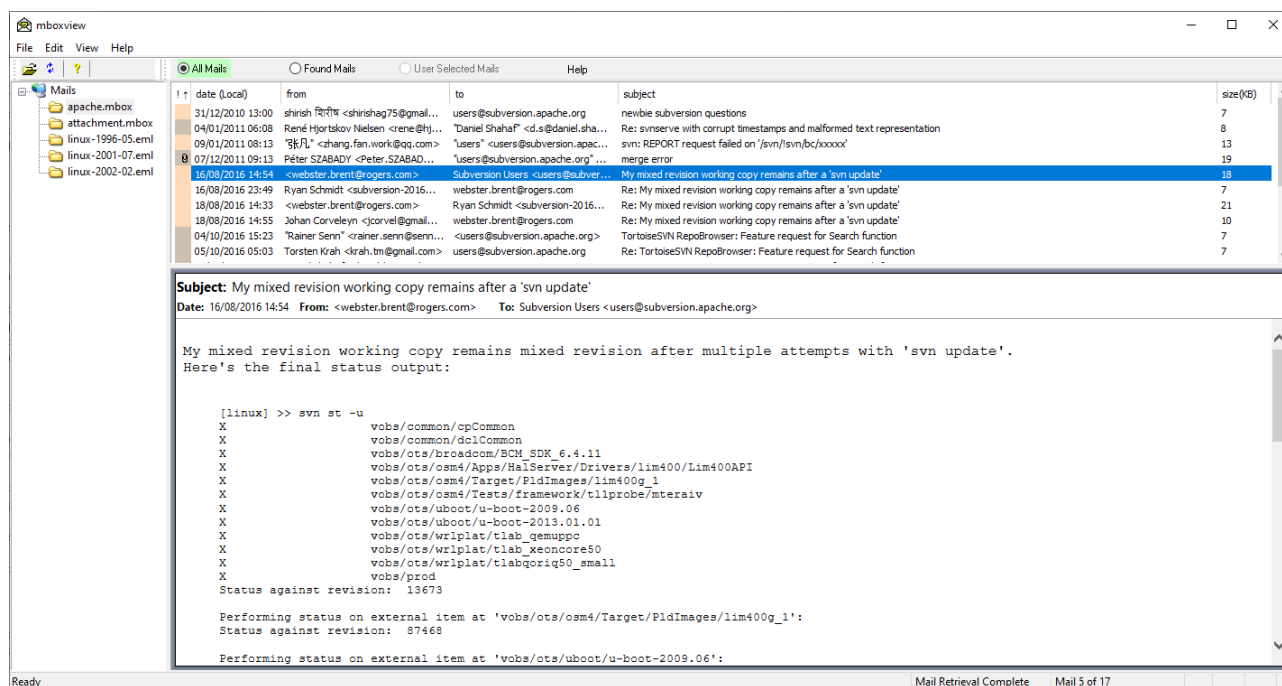 mboxview
File Edit View Help
All Mails Found Mails User Selected Mails Help
Mails
apache.mbox
attachment.mbox
linux-1996-05.eml
linux-2001-07.eml
linux-2002-02.eml
! ↑ date (Local) from to subject size(KB)
31/12/2010 13:00 shirish शिरीष <shirishag75@gmail... users@subversion.apache.org newbie subversion questions 7
04/01/2011 06:08 René Hjortskov Nielsen <rene@hj... "Daniel Shahaf" <d.s@daniel.sha... Re: svnserve with corrupt timestamps and malformed text representation 8
09/01/2011 08:13 "张凡" <zhang.fan.work@qq.com> "users" <users@subversion.apac... svn: REPORT request failed on '/svn/!svn/bc/xxxxx' 13
07/12/2011 09:13 Péter SZABADY <Peter.SZABAD... "users@subversion.apache.org" ... merge error 19
16/08/2016 14:54 <webster.brent@rogers.com> Subversion Users <users@subver... My mixed revision working copy remains after a 'svn update' 18
16/08/2016 23:49 Ryan Schmidt <subversion-2016... webster.brent@rogers.com Re: My mixed revision working copy remains after a 'svn update' 7
18/08/2016 14:33 <webster.brent@rogers.com> Ryan Schmidt <subversion-2016... Re: My mixed revision working copy remains after a 'svn update' 21
18/08/2016 14:55 Johan Corveleyn <jcorvel@gmail... webster.brent@rogers.com Re: My mixed revision working copy remains after a 'svn update' 10
04/10/2016 15:23 "Rainer Senn" <rainer.senn@senn... <users@subversion.apache.org> TortoiseSVN RepoBrowser: Feature request for Search function 7
05/10/2016 05:03 Torsten Krah <krah.tm@gmail.com> users@subversion.apache.org Re: TortoiseSVN RepoBrowser: Feature request for Search function 7
Subject: My mixed revision working copy remains after a 'svn update'
Date: 16/08/2016 14:54 From: <webster.brent@rogers.com> To: Subversion Users <users@subversion.apache.org>
My mixed revision working copy remains mixed revision after multiple attempts with 'svn update'.
Here's the final status output:
[linux] >> svn st -u
X vobs/common/cpCommon
X vobs/common/dclCommon
X vobs/ots/broadcom/BCM_SDK_6.4.11
X vobs/ots/osm4/Apps/HalServer/Drivers/lim400/Lim400API
X vobs/ots/osm4/Target/PldImages/lim400g_1
X vobs/ots/osm4/Tests/framework/tl1probe/mteraiv
X vobs/ots/uboot/u-boot-2009.06
X vobs/ots/uboot/u-boot-2013.01.01
X vobs/ots/wrlplat/tlab_qemuppc
X vobs/ots/wrlplat/tlab_xeoncore50
X vobs/ots/wrlplat/tlabqoriq50_small
X vobs/prod
Status against revision: 13673
Performing status on external item at 'vobs/ots/osm4/Target/PldImages/lim400g_1':
Status against revision: 87468
Performing status on external item at 'vobs/ots/uboot/u-boot-2009.06':
Ready Mail Retrieval Complete Mail 5 of 17